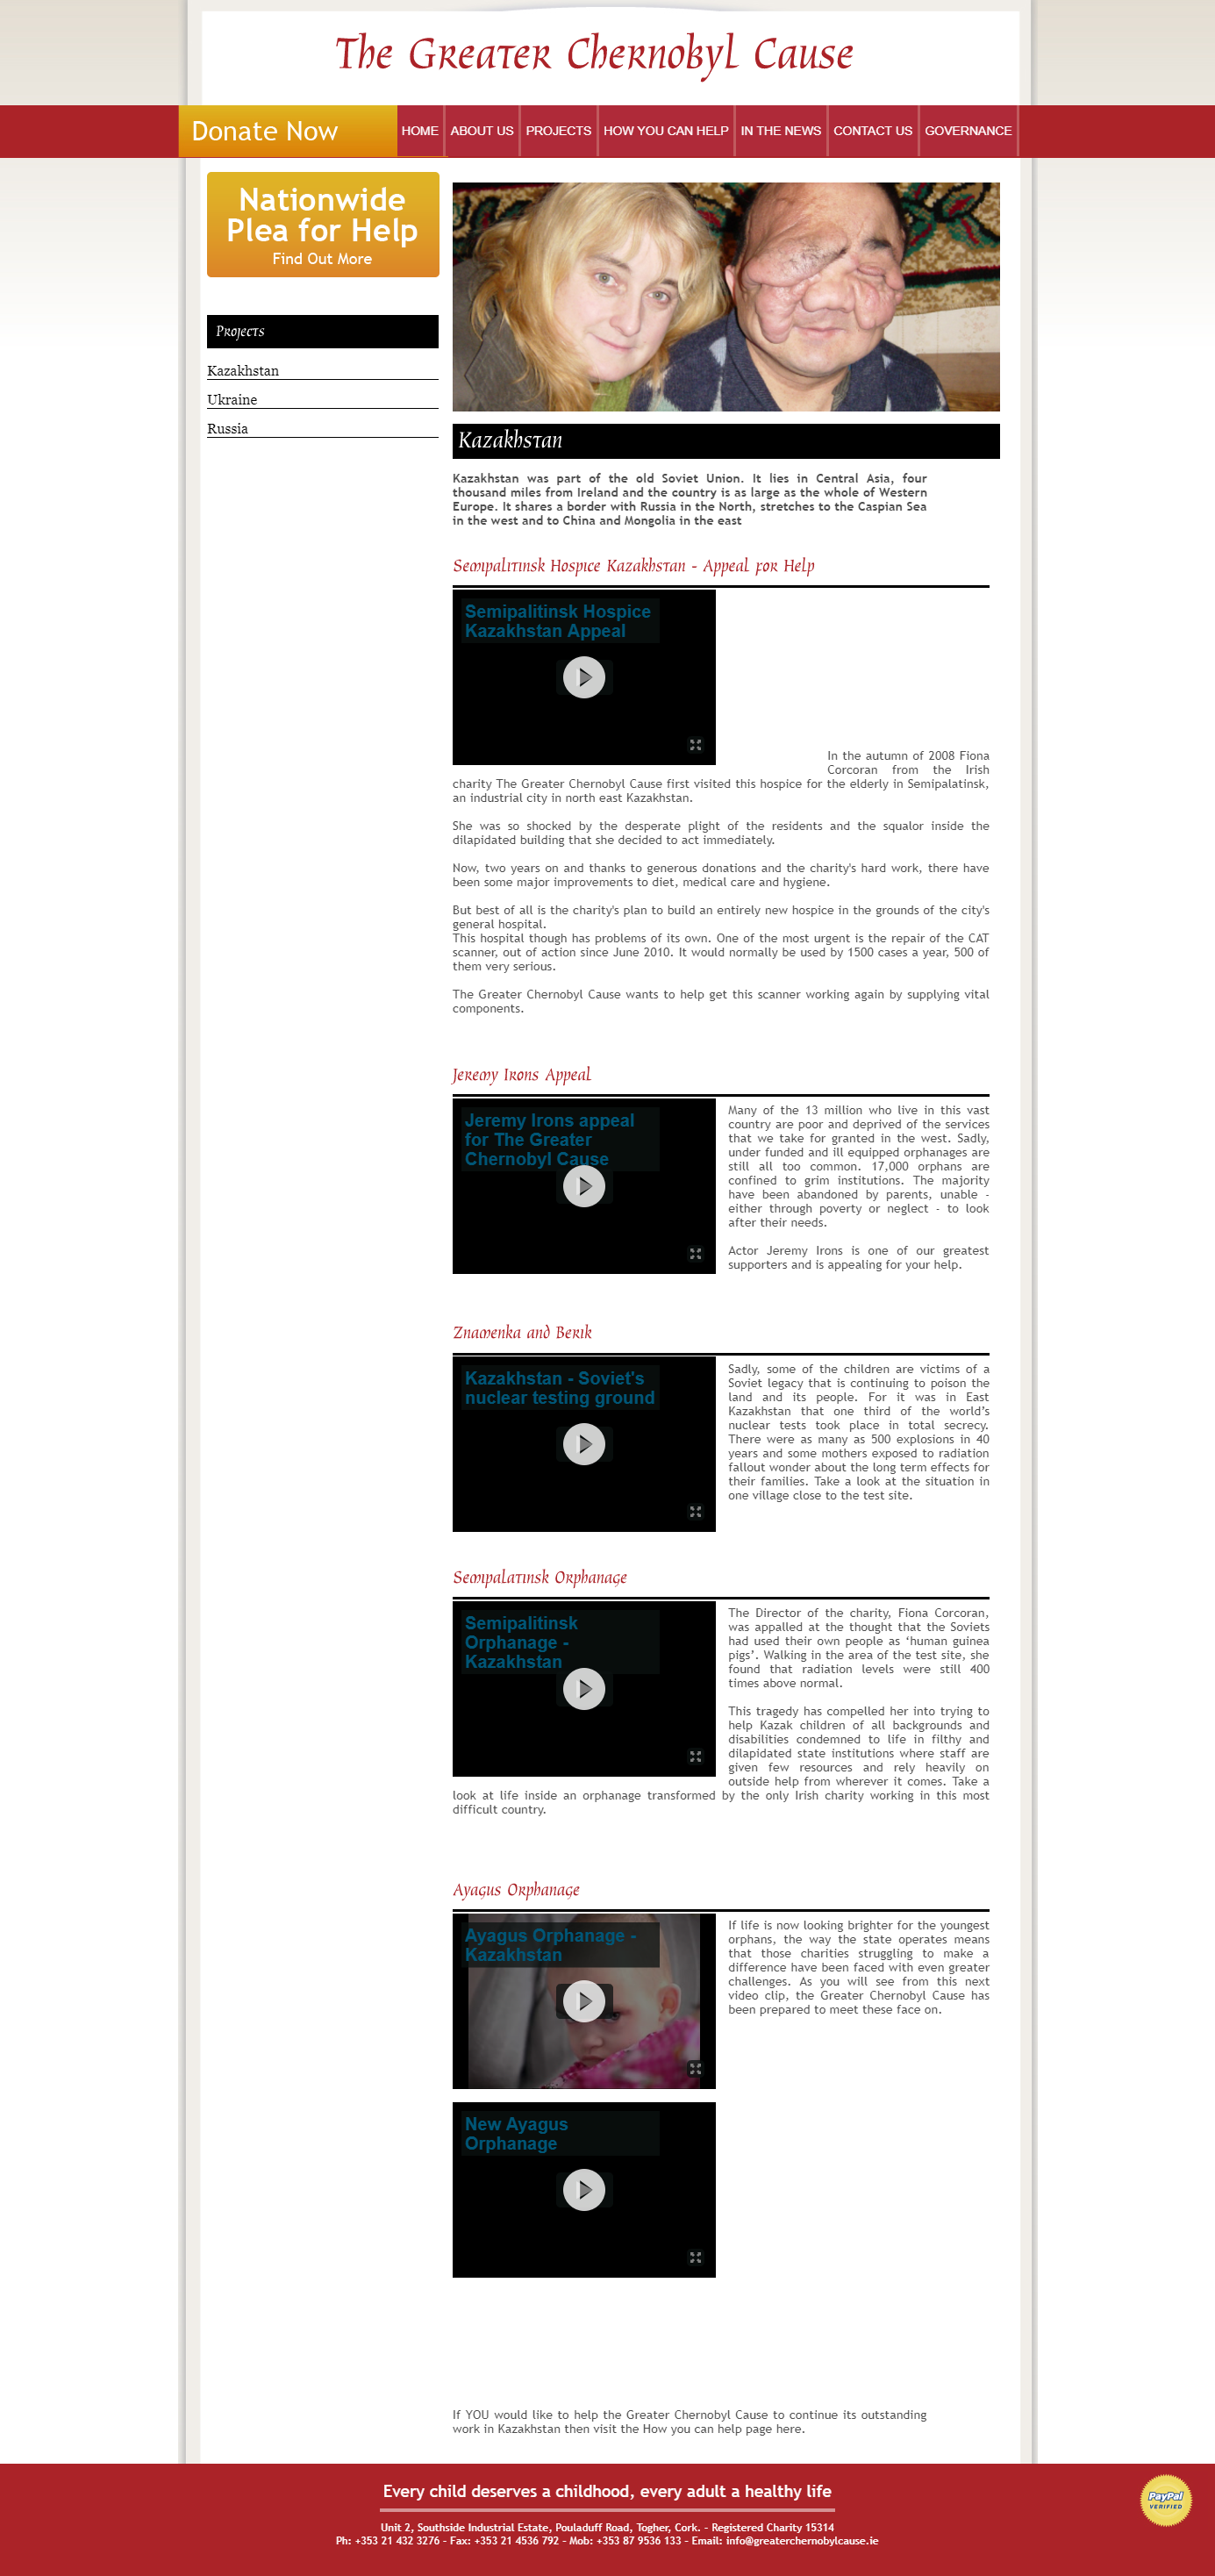 The Greater Chernobyl Cause
Donate Now
HOME
ABOUT US
PROJECTS
HOW YOU CAN HELP
IN THE NEWS
CONTACT US
GOVERNANCE
Nationwide
Plea for Help
Find Out More
Projects
Kazakhstan
Ukraine
Russia
Kazakhstan
Kazakhstan was part of the old Soviet Union. It lies in Central Asia, four
thousand miles from Ireland and the country is as large as the whole of Western
Europe. It shares a border with Russia in the North, stretches to the Caspian Sea
in the west and to China and Mongolia in the east
Semipalitinsk Hospice Kazakhstan - Appeal for Help
Semipalitinsk Hospice
Kazakhstan Appeal
In the autumn of 2008 Fiona
Corcoran from the Irish
charity The Greater Chernobyl Cause first visited this hospice for the elderly in Semipalatinsk,
an industrial city in north east Kazakhstan.
She was so shocked by the desperate plight of the residents and the squalor inside the
dilapidated building that she decided to act immediately.
Now, two years on and thanks to generous donations and the charity's hard work, there have
been some major improvements to diet, medical care and hygiene.
But best of all is the charity's plan to build an entirely new hospice in the grounds of the city's
general hospital.
This hospital though has problems of its own. One of the most urgent is the repair of the CAT
scanner, out of action since June 2010. It would normally be used by 1500 cases a year, 500 of
them very serious.
The Greater Chernobyl Cause wants to help get this scanner working again by supplying vital
components.
Jeremy Irons Appeal
Jeremy Irons appeal
for The Greater
Chernobyl Cause
Many of the 13 million who live in this vast
country are poor and deprived of the services
that we take for granted in the west. Sadly,
under funded and ill equipped orphanages are
still all too common. 17,000 orphans are
confined to grim institutions. The majority
have been abandoned by parents, unable -
either through poverty or neglect - to look
after their needs.
Actor Jeremy Irons is one of our greatest
supporters and is appealing for your help.
Znamenka and Berik
Kazakhstan - Soviet's
nuclear testing ground
Sadly, some of the children are victims of a
Soviet legacy that is continuing to poison the
land and its people. For it was in East
Kazakhstan that one third of the world’s
nuclear tests took place in total secrecy.
There were as many as 500 explosions in 40
years and some mothers exposed to radiation
fallout wonder about the long term effects for
their families. Take a look at the situation in
one village close to the test site.
Semipalatinsk Orphanage
Semipalitinsk
Orphanage -
Kazakhstan
The Director of the charity, Fiona Corcoran,
was appalled at the thought that the Soviets
had used their own people as ‘human guinea
pigs’. Walking in the area of the test site, she
found that radiation levels were still 400
times above normal.
This tragedy has compelled her into trying to
help Kazak children of all backgrounds and
disabilities condemned to life in filthy and
dilapidated state institutions where staff are
given few resources and rely heavily on
outside help from wherever it comes. Take a
look at life inside an orphanage transformed by the only Irish charity working in this most
difficult country.
Ayagus Orphanage
Ayagus Orphanage -
Kazakhstan
If life is now looking brighter for the youngest
orphans, the way the state operates means
that those charities struggling to make a
difference have been faced with even greater
challenges. As you will see from this next
video clip, the Greater Chernobyl Cause has
been prepared to meet these face on.
New Ayagus
Orphanage
If YOU would like to help the Greater Chernobyl Cause to continue its outstanding
work in Kazakhstan then visit the How you can help page here.
Every child deserves a childhood, every adult a healthy life
Unit 2, Southside Industrial Estate, Pouladuff Road, Togher, Cork. - Registered Charity 15314
Ph: +353 21 432 3276 - Fax: +353 21 4536 792 - Mob: +353 87 9536 133 - Email: info@greaterchernobylcause.ie
PayPal
VERIFIED